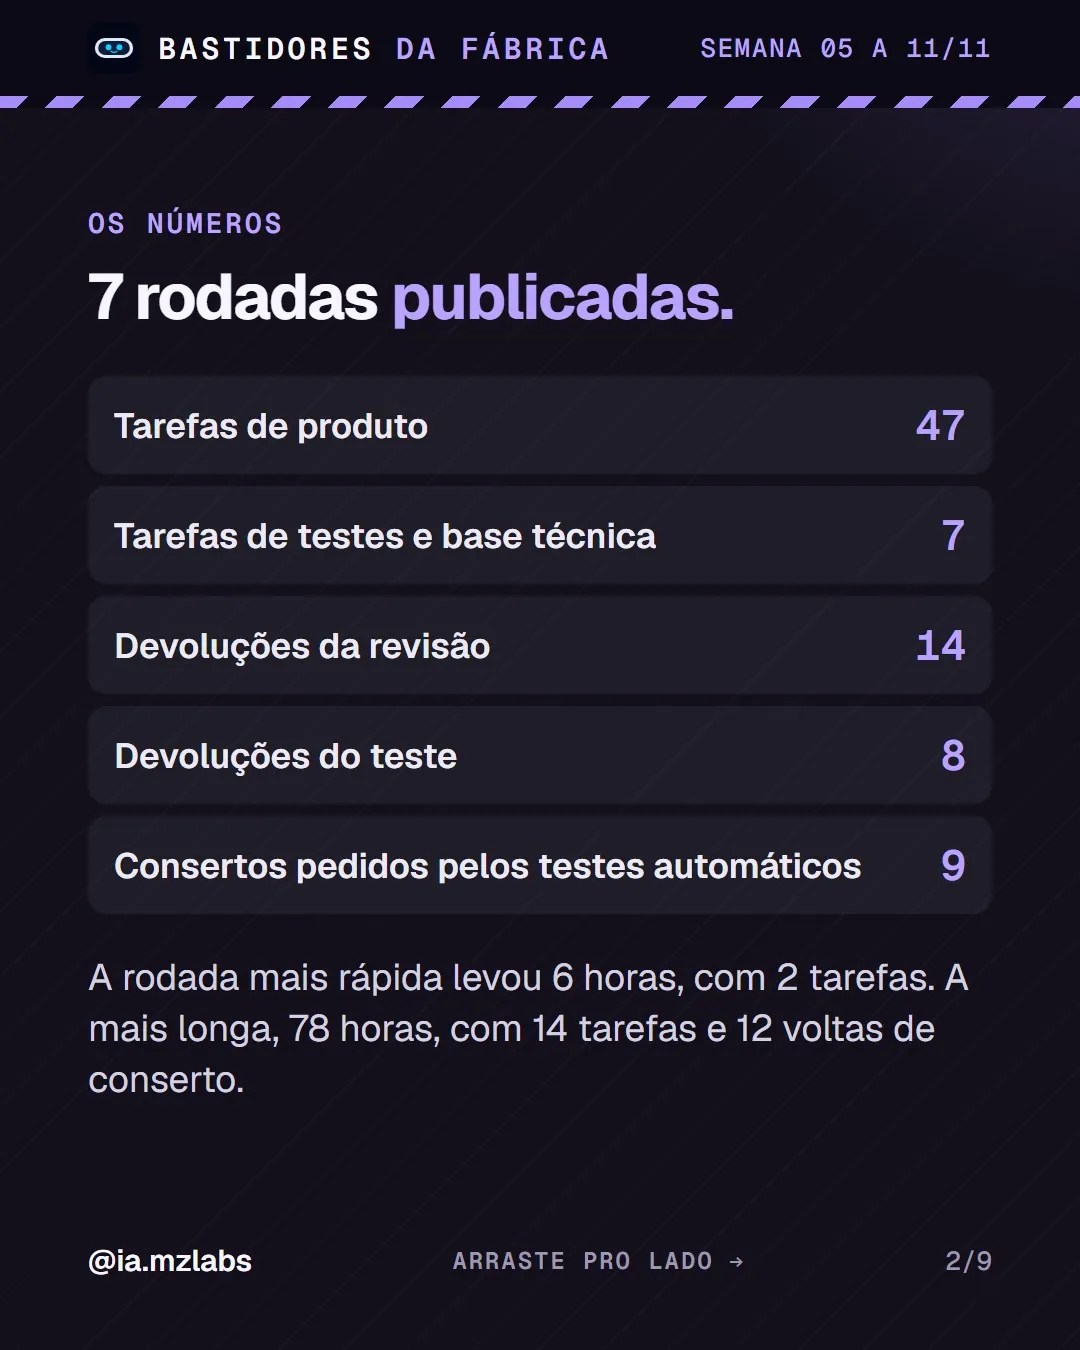 BASTIDORES DA FÁBRICA
SEMANA 05 A 11/11
OS NÚMEROS
7 rodadas publicadas.
Tarefas de produto 47
Tarefas de testes e base técnica 7
Devoluções da revisão 14
Devoluções do teste 8
Consertos pedidos pelos testes automáticos 9
A rodada mais rápida levou 6 horas, com 2 tarefas. A
mais longa, 78 horas, com 14 tarefas e 12 voltas de
conserto.
@ia.mzlabs
ARRASTE PRO LADO →
2/9